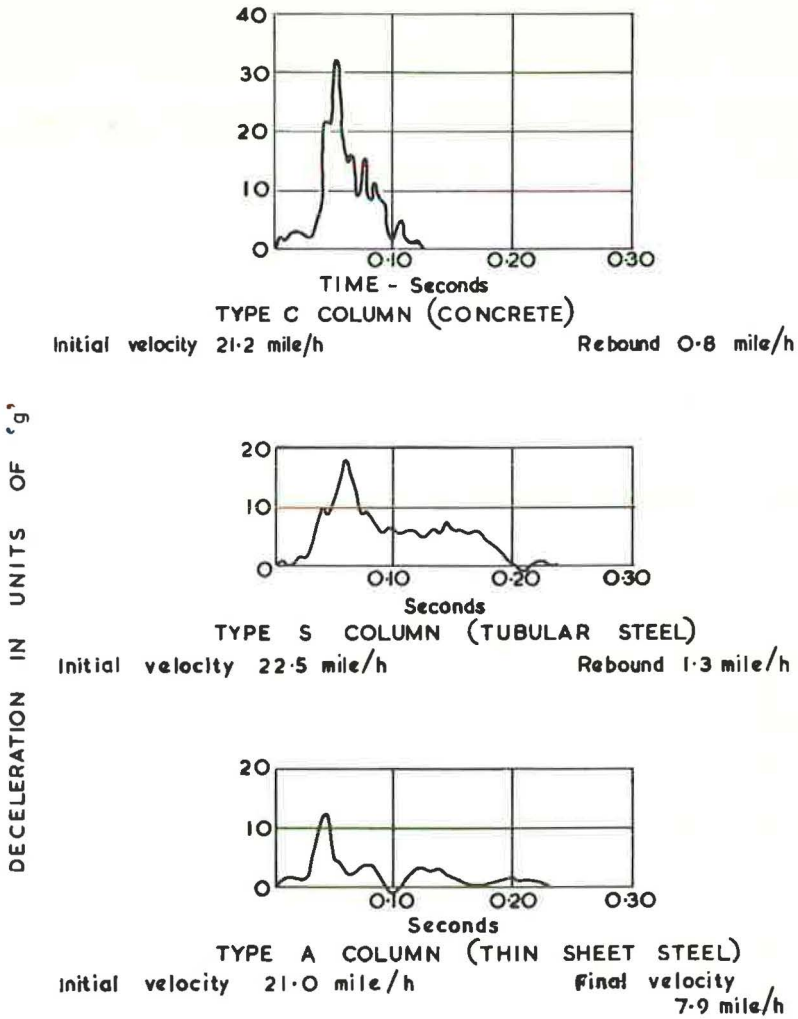 40
30
20
10
0
0·10 0·20 0·30
TIME - Seconds
TYPE C COLUMN (CONCRETE)
Initial velocity 21·2 mile/h Rebound 0·8 mile/h
DECELERATION IN UNITS OF 'g'
20
10
0
0·10 0·20 0·30
Seconds
TYPE S COLUMN (TUBULAR STEEL)
Initial velocity 22·5 mile/h Rebound 1·3 mile/h
20
10
0
0·10 0·20 0·30
Seconds
TYPE A COLUMN (THIN SHEET STEEL)
Initial velocity 21·0 mile/h Final velocity
7·9 mile/h